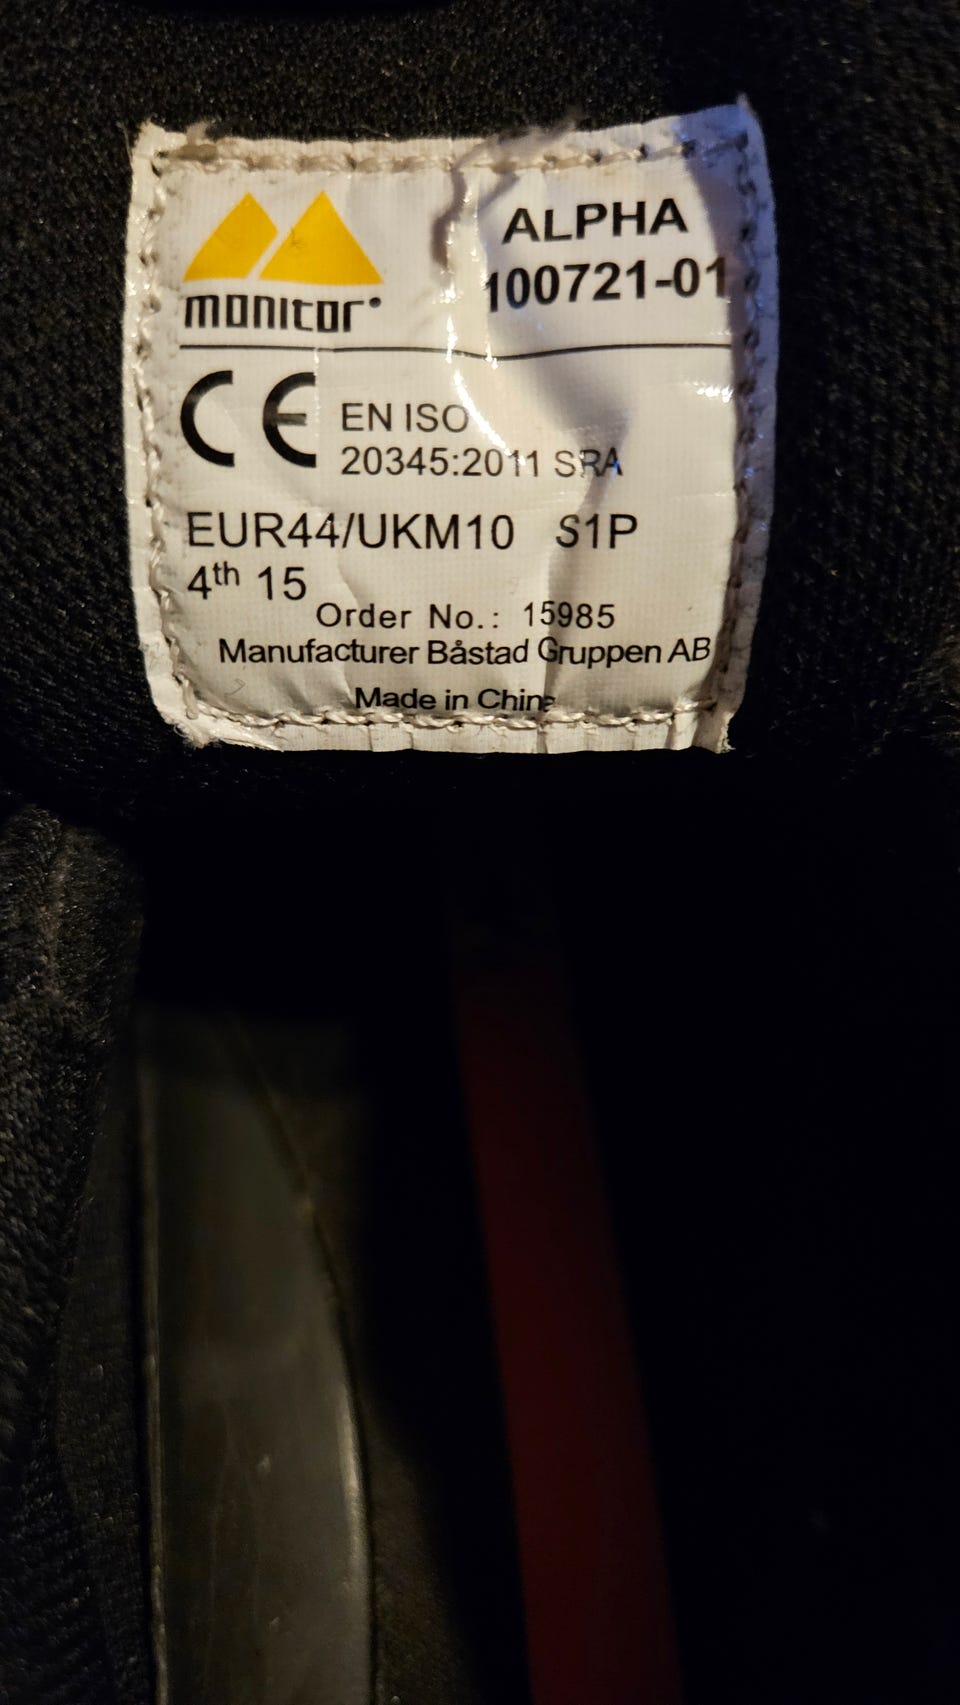 monitor
ALPHA
100721-01
CE EN ISO
20345:2011 SRA
EUR44/UKM10 S1P
4th 15
Order No.: 15985
Manufacturer Båstad Gruppen AB
Made in China